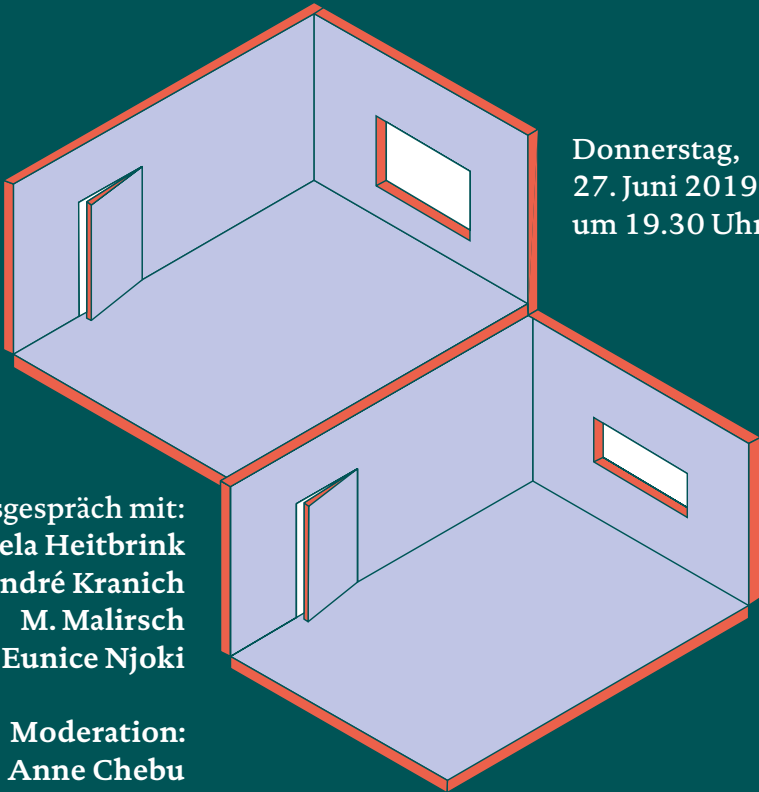 Donnerstag,
27. Juni 2019
um 19.30 Uhr
sgespräch mit:
ela Heitbrink
ndré Kranich
M. Malirsch
Eunice Njoki
Moderation:
Anne Chebu